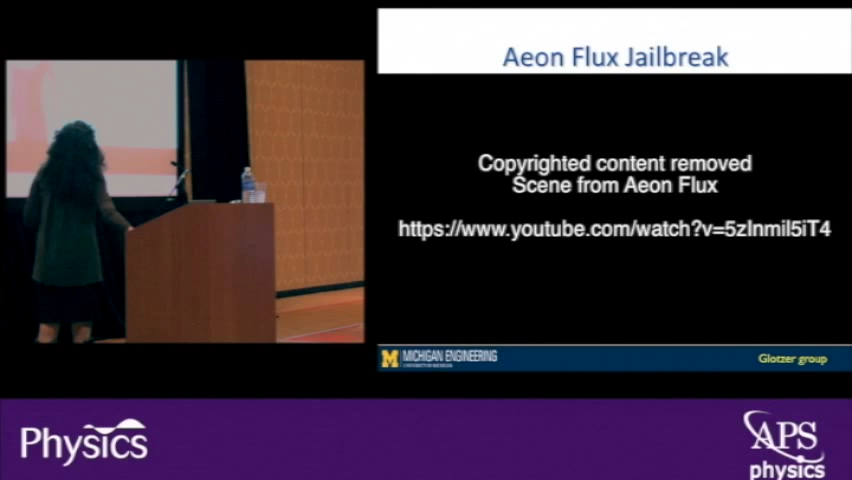 Aeon Flux Jailbreak
Copyrighted content removed
Scene from Aeon Flux
https://www.youtube.com/watch?v=5zlnmil5iT4
M MICHIGAN ENGINEERING
Glotzer group
Physics
APS
physics